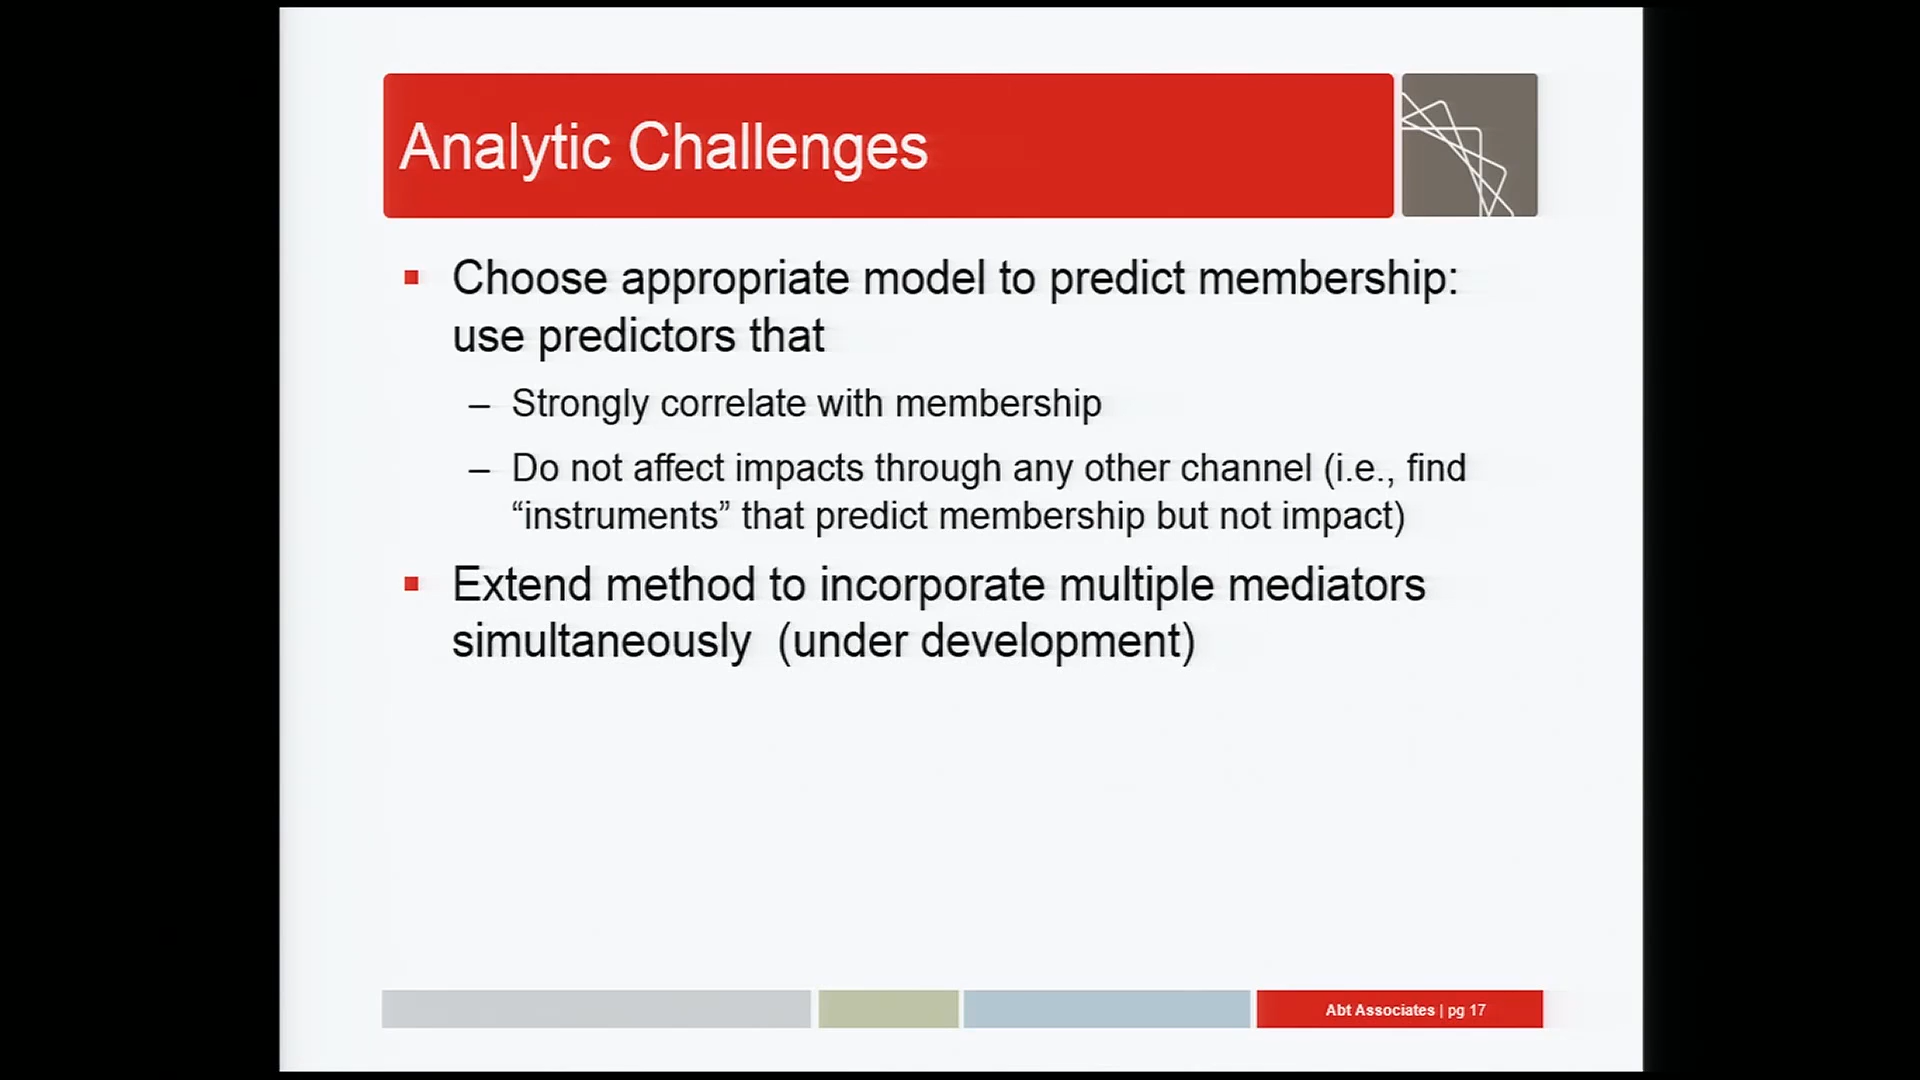 Analytic Challenges
▪ Choose appropriate model to predict membership:
use predictors that
– Strongly correlate with membership
– Do not affect impacts through any other channel (i.e., find
“instruments” that predict membership but not impact)
▪ Extend method to incorporate multiple mediators
simultaneously (under development)
Abt Associates | pg 17